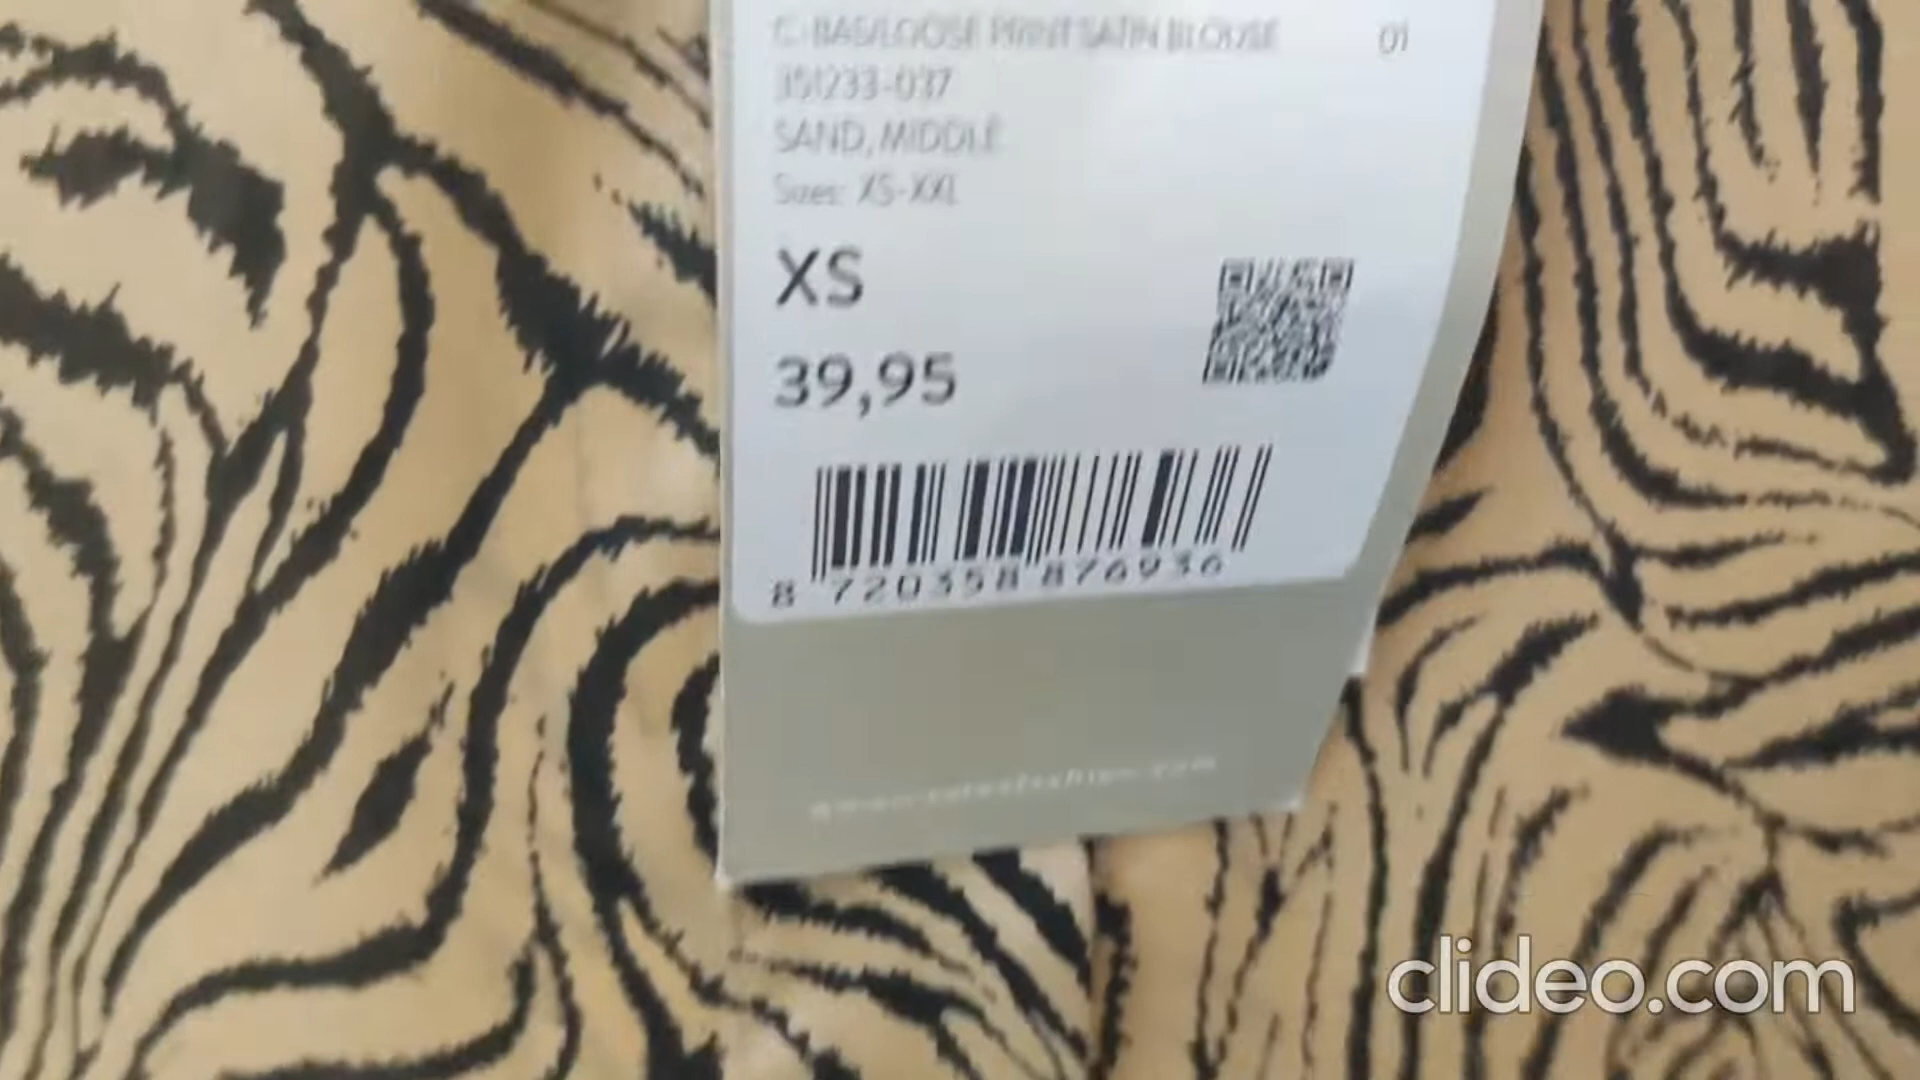 C-BAS/LOOSE PRINT SATIN BLOUSE 01
351233-037
SAND, MIDDLE
Sizes: XS-XXL
XS
39,95
8 720358 876936
clideo.com